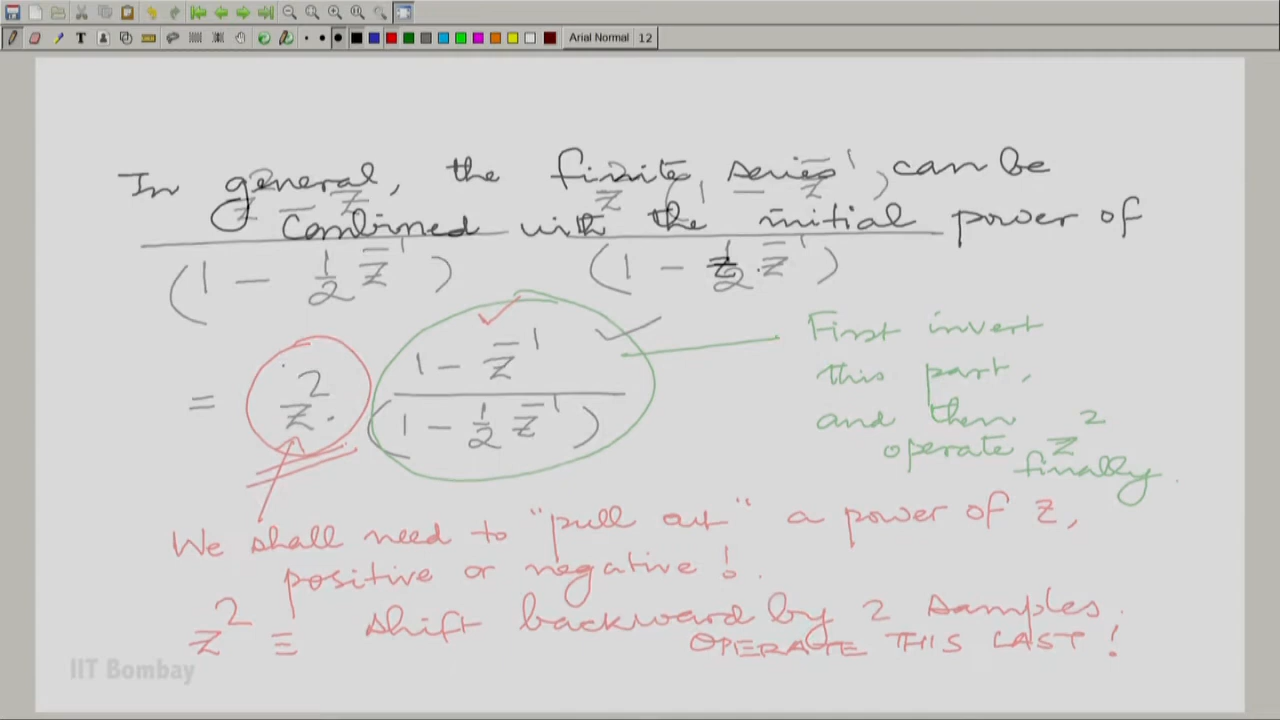 Arial Normal 12
In general, the finite series, can be
combined with the initial power of
(1 - 1/2 z^-1) (1 - 1/2 z^-1)
= z^2 . (1 - z^-1) / (1 - 1/2 z^-1)
First invert
this part,
and then
operate z^2
finally.
We shall need to "pull out" a power of z,
positive or negative!
z^2 ≡ shift backward by 2 samples.
OPERATE THIS LAST!
IIT Bombay